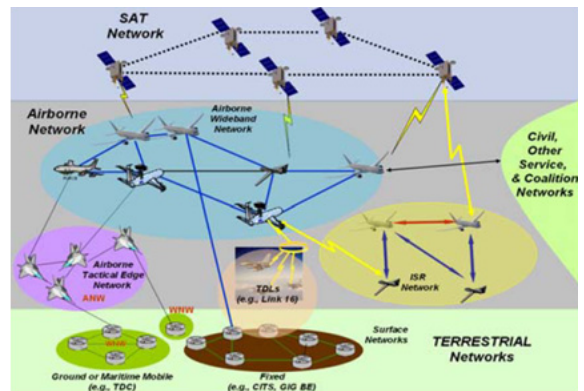 SAT
Network
Airborne
Network
Airborne
Wideband
Network
Civil,
Other
Service,
& Coalition
Networks
Airborne
Tactical Edge
Network
ANW
WNW
TDLs
(e.g., Link 16)
ISR
Network
Surface
Networks
TERRESTRIAL
Networks
Ground or Maritime Mobile
(e.g., TDC)
Fixed
(e.g., CITS, GIG BE)